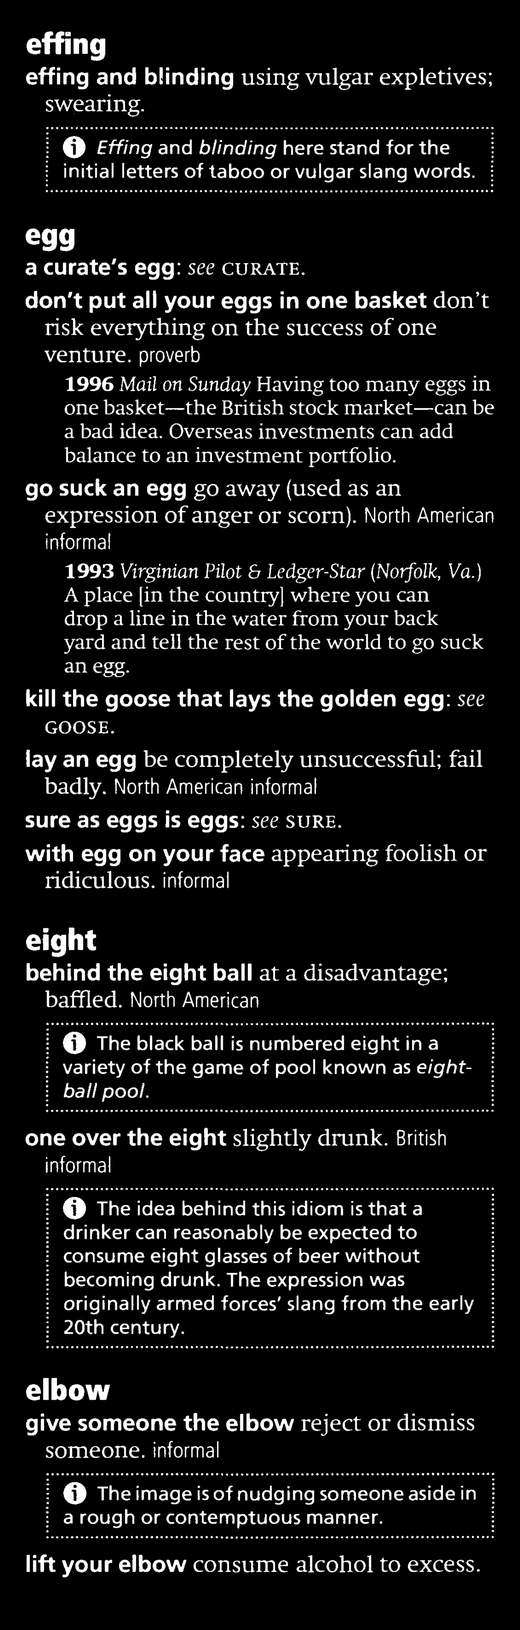 effing
effing and blinding using vulgar expletives;
swearing.
Effing and blinding here stand for the
initial letters of taboo or vulgar slang words.
egg
a curate's egg: see CURATE.
don't put all your eggs in one basket don't
risk everything on the success of one
venture. proverb
1996 Mail on Sunday Having too many eggs in
one basket—the British stock market—can be
a bad idea. Overseas investments can add
balance to an investment portfolio.
go suck an egg go away (used as an
expression of anger or scorn). North American
informal
1993 Virginian Pilot & Ledger-Star (Norfolk, Va.)
A place [in the country] where you can
drop a line in the water from your back
yard and tell the rest of the world to go suck
an egg.
kill the goose that lays the golden egg: see
GOOSE.
lay an egg be completely unsuccessful; fail
badly. North American informal
sure as eggs is eggs: see SURE.
with egg on your face appearing foolish or
ridiculous. informal
eight
behind the eight ball at a disadvantage;
baffled. North American
The black ball is numbered eight in a
variety of the game of pool known as eight-
ball pool.
one over the eight slightly drunk. British
informal
The idea behind this idiom is that a
drinker can reasonably be expected to
consume eight glasses of beer without
becoming drunk. The expression was
originally armed forces' slang from the early
20th century.
elbow
give someone the elbow reject or dismiss
someone. informal
The image is of nudging someone aside in
a rough or contemptuous manner.
lift your elbow consume alcohol to excess.